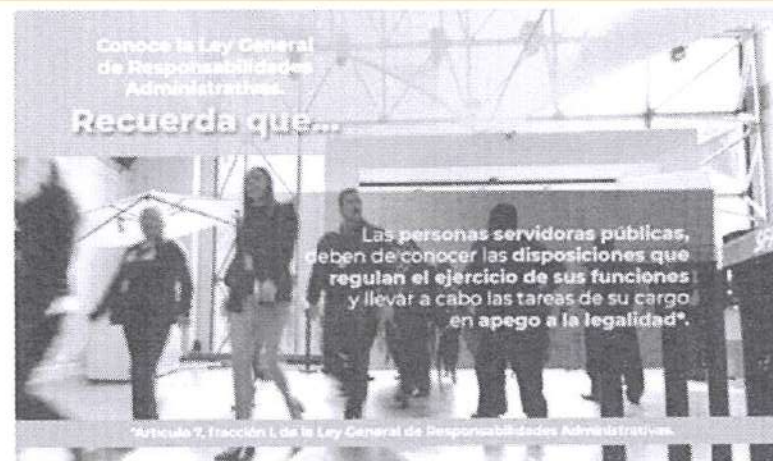 Conoce la Ley General
de Responsabilidades
Administrativas.
Recuerda que...
Las personas servidoras públicas,
deben de conocer las disposiciones que
regulan el ejercicio de sus funciones
y llevar a cabo las tareas de su cargo
en apego a la legalidad*.
*Artículo 7, fracción I, de la Ley General de Responsabilidades Administrativas.